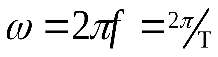 ω = 2πf = 2π/T